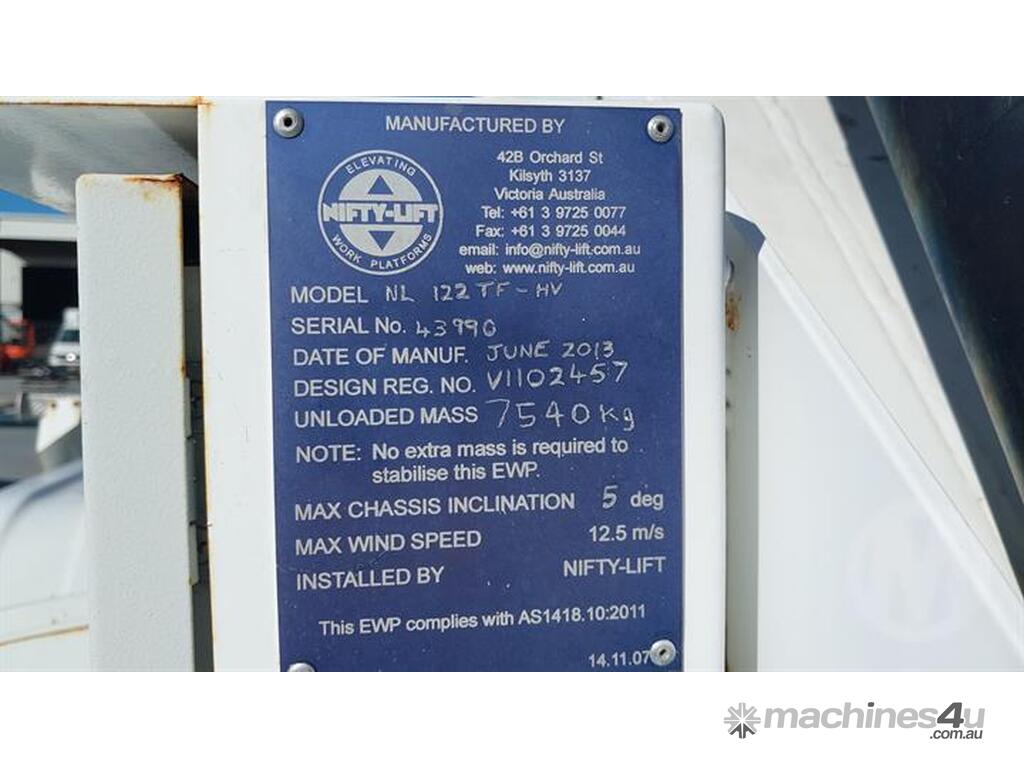 MANUFACTURED BY
ELEVATING
NIFTY-LIFT
WORK PLATFORMS
42B Orchard St
Kilsyth 3137
Victoria Australia
Tel: +61 3 9725 0077
Fax: +61 3 9725 0044
email: info@nifty-lift.com.au
web: www.nifty-lift.com.au
MODEL NL 122 TF-HV
SERIAL No. 43990
DATE OF MANUF. JUNE 2013
DESIGN REG. NO. V1102457
UNLOADED MASS 7540 Kg
NOTE: No extra mass is required to
stabilise this EWP.
MAX CHASSIS INCLINATION 5 deg
MAX WIND SPEED 12.5 m/s
INSTALLED BY NIFTY-LIFT
This EWP complies with AS1418.10:2011
14.11.07
machines4u
.com.au